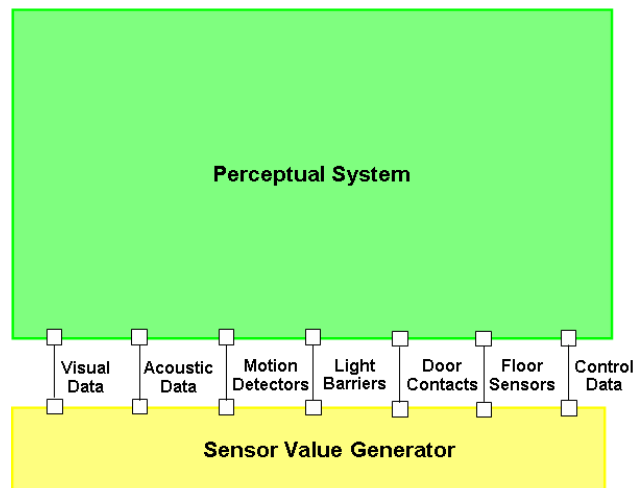 Perceptual System
Visual Acoustic Motion Light Door Floor Control
Data Data Detectors Barriers Contacts Sensors Data
Sensor Value Generator